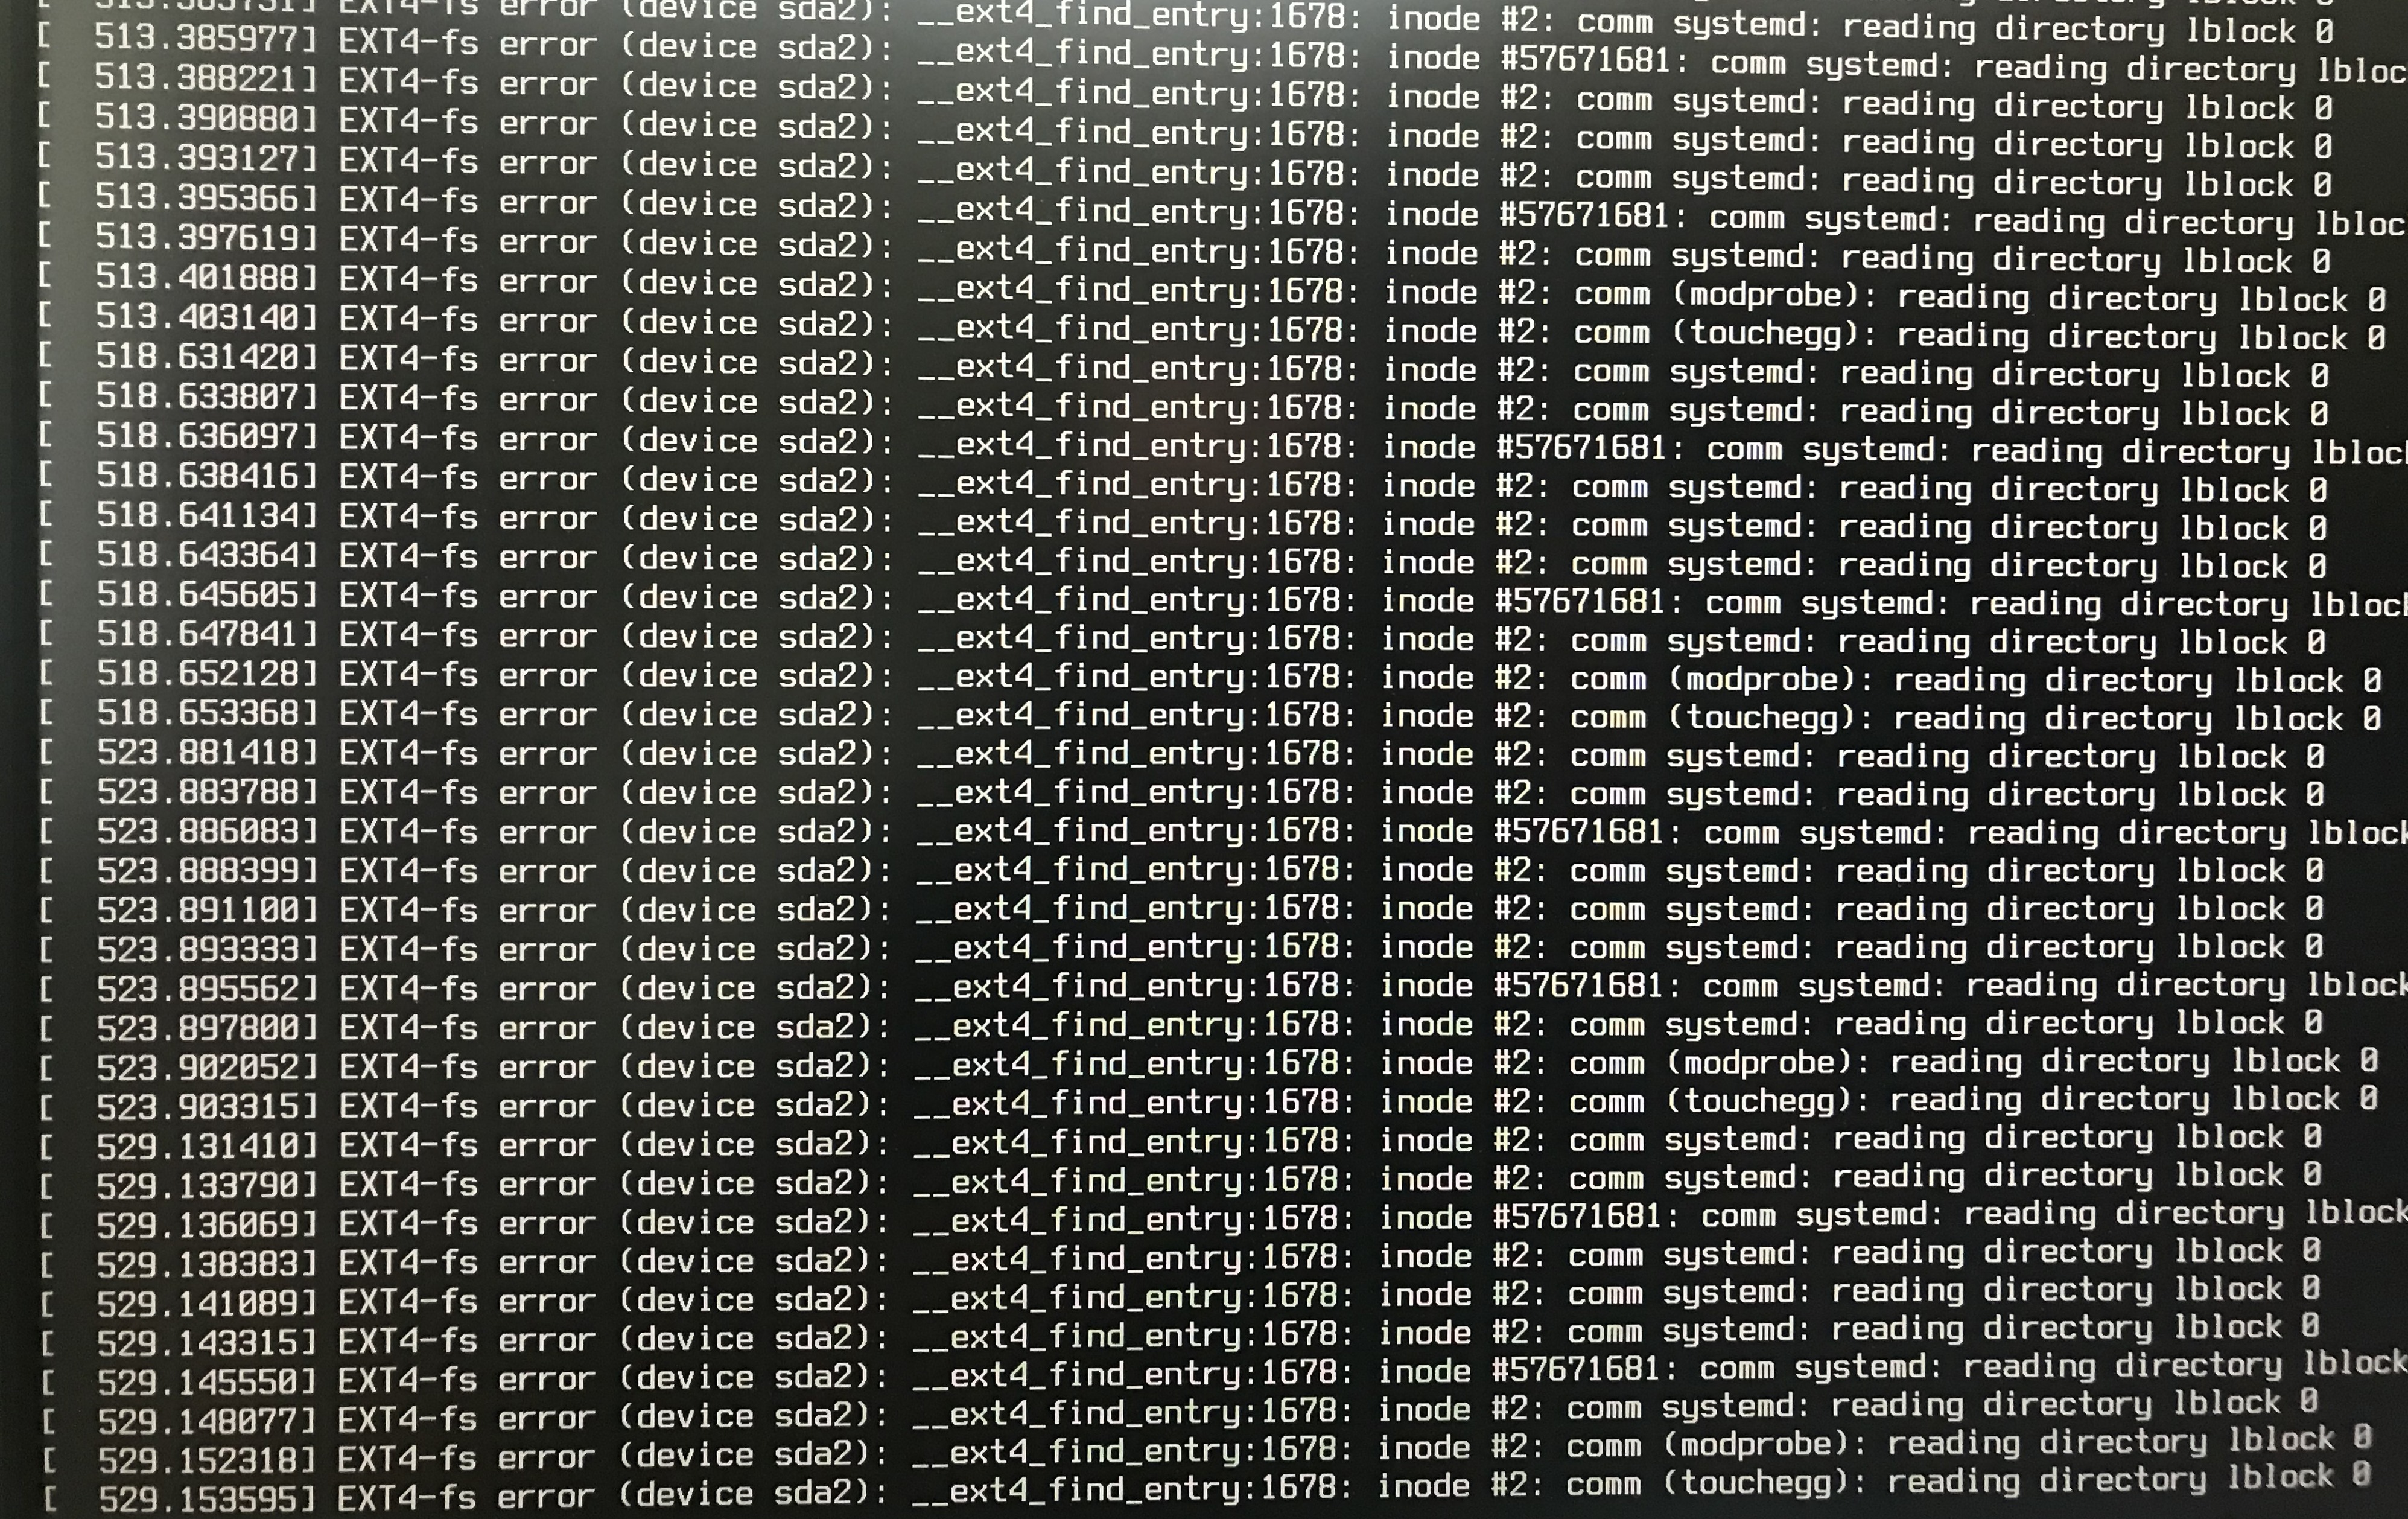 513.385731] EXT4-fs error (device sda2): __ext4_find_entry:1678: inode #2: comm systemd: reading directory lblock 0
[  513.385977] EXT4-fs error (device sda2): __ext4_find_entry:1678: inode #57671681: comm systemd: reading directory lbloc
[  513.388221] EXT4-fs error (device sda2): __ext4_find_entry:1678: inode #2: comm systemd: reading directory lblock 0
[  513.390880] EXT4-fs error (device sda2): __ext4_find_entry:1678: inode #2: comm systemd: reading directory lblock 0
[  513.393127] EXT4-fs error (device sda2): __ext4_find_entry:1678: inode #2: comm systemd: reading directory lblock 0
[  513.395366] EXT4-fs error (device sda2): __ext4_find_entry:1678: inode #57671681: comm systemd: reading directory lbloc
[  513.397619] EXT4-fs error (device sda2): __ext4_find_entry:1678: inode #2: comm systemd: reading directory lblock 0
[  513.401888] EXT4-fs error (device sda2): __ext4_find_entry:1678: inode #2: comm (modprobe): reading directory lblock 0
[  513.403140] EXT4-fs error (device sda2): __ext4_find_entry:1678: inode #2: comm (touchegg): reading directory lblock 0
[  518.631420] EXT4-fs error (device sda2): __ext4_find_entry:1678: inode #2: comm systemd: reading directory lblock 0
[  518.633807] EXT4-fs error (device sda2): __ext4_find_entry:1678: inode #2: comm systemd: reading directory lblock 0
[  518.636097] EXT4-fs error (device sda2): __ext4_find_entry:1678: inode #57671681: comm systemd: reading directory lbloc
[  518.638416] EXT4-fs error (device sda2): __ext4_find_entry:1678: inode #2: comm systemd: reading directory lblock 0
[  518.641134] EXT4-fs error (device sda2): __ext4_find_entry:1678: inode #2: comm systemd: reading directory lblock 0
[  518.643364] EXT4-fs error (device sda2): __ext4_find_entry:1678: inode #2: comm systemd: reading directory lblock 0
[  518.645605] EXT4-fs error (device sda2): __ext4_find_entry:1678: inode #57671681: comm systemd: reading directory lblock
[  518.647841] EXT4-fs error (device sda2): __ext4_find_entry:1678: inode #2: comm systemd: reading directory lblock 0
[  518.652128] EXT4-fs error (device sda2): __ext4_find_entry:1678: inode #2: comm (modprobe): reading directory lblock 0
[  518.653368] EXT4-fs error (device sda2): __ext4_find_entry:1678: inode #2: comm (touchegg): reading directory lblock 0
[  523.881418] EXT4-fs error (device sda2): __ext4_find_entry:1678: inode #2: comm systemd: reading directory lblock 0
[  523.883788] EXT4-fs error (device sda2): __ext4_find_entry:1678: inode #2: comm systemd: reading directory lblock 0
[  523.886083] EXT4-fs error (device sda2): __ext4_find_entry:1678: inode #57671681: comm systemd: reading directory lblock
[  523.888399] EXT4-fs error (device sda2): __ext4_find_entry:1678: inode #2: comm systemd: reading directory lblock 0
[  523.891100] EXT4-fs error (device sda2): __ext4_find_entry:1678: inode #2: comm systemd: reading directory lblock 0
[  523.893333] EXT4-fs error (device sda2): __ext4_find_entry:1678: inode #2: comm systemd: reading directory lblock 0
[  523.895562] EXT4-fs error (device sda2): __ext4_find_entry:1678: inode #57671681: comm systemd: reading directory lblock
[  523.897800] EXT4-fs error (device sda2): __ext4_find_entry:1678: inode #2: comm systemd: reading directory lblock 0
[  523.902052] EXT4-fs error (device sda2): __ext4_find_entry:1678: inode #2: comm (modprobe): reading directory lblock 0
[  523.903315] EXT4-fs error (device sda2): __ext4_find_entry:1678: inode #2: comm (touchegg): reading directory lblock 0
[  529.131410] EXT4-fs error (device sda2): __ext4_find_entry:1678: inode #2: comm systemd: reading directory lblock 0
[  529.133790] EXT4-fs error (device sda2): __ext4_find_entry:1678: inode #2: comm systemd: reading directory lblock 0
[  529.136069] EXT4-fs error (device sda2): __ext4_find_entry:1678: inode #57671681: comm systemd: reading directory lblock
[  529.138383] EXT4-fs error (device sda2): __ext4_find_entry:1678: inode #2: comm systemd: reading directory lblock 0
[  529.141089] EXT4-fs error (device sda2): __ext4_find_entry:1678: inode #2: comm systemd: reading directory lblock 0
[  529.143315] EXT4-fs error (device sda2): __ext4_find_entry:1678: inode #2: comm systemd: reading directory lblock 0
[  529.145550] EXT4-fs error (device sda2): __ext4_find_entry:1678: inode #57671681: comm systemd: reading directory lblock
[  529.148077] EXT4-fs error (device sda2): __ext4_find_entry:1678: inode #2: comm systemd: reading directory lblock 0
[  529.152318] EXT4-fs error (device sda2): __ext4_find_entry:1678: inode #2: comm (modprobe): reading directory lblock 0
[  529.153595] EXT4-fs error (device sda2): __ext4_find_entry:1678: inode #2: comm (touchegg): reading directory lblock 0